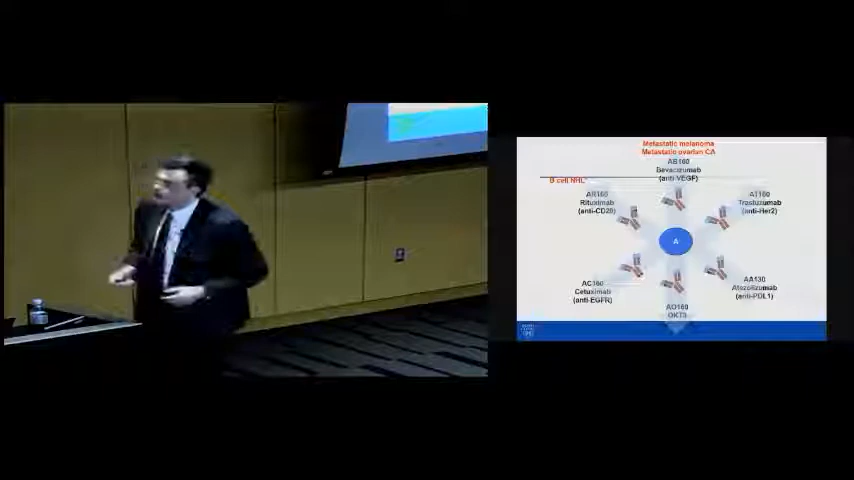 Metastatic melanoma
Metastatic ovarian CA
AB160
Bevacizumab
(anti-VEGF)
B cell NHL
AR160
Rituximab
(anti-CD20)
AT160
Trastuzumab
(anti-Her2)
A
AC160
Cetuximab
(anti-EGFR)
AA130
Atezolizumab
(anti-PDL1)
AO160
OKT3